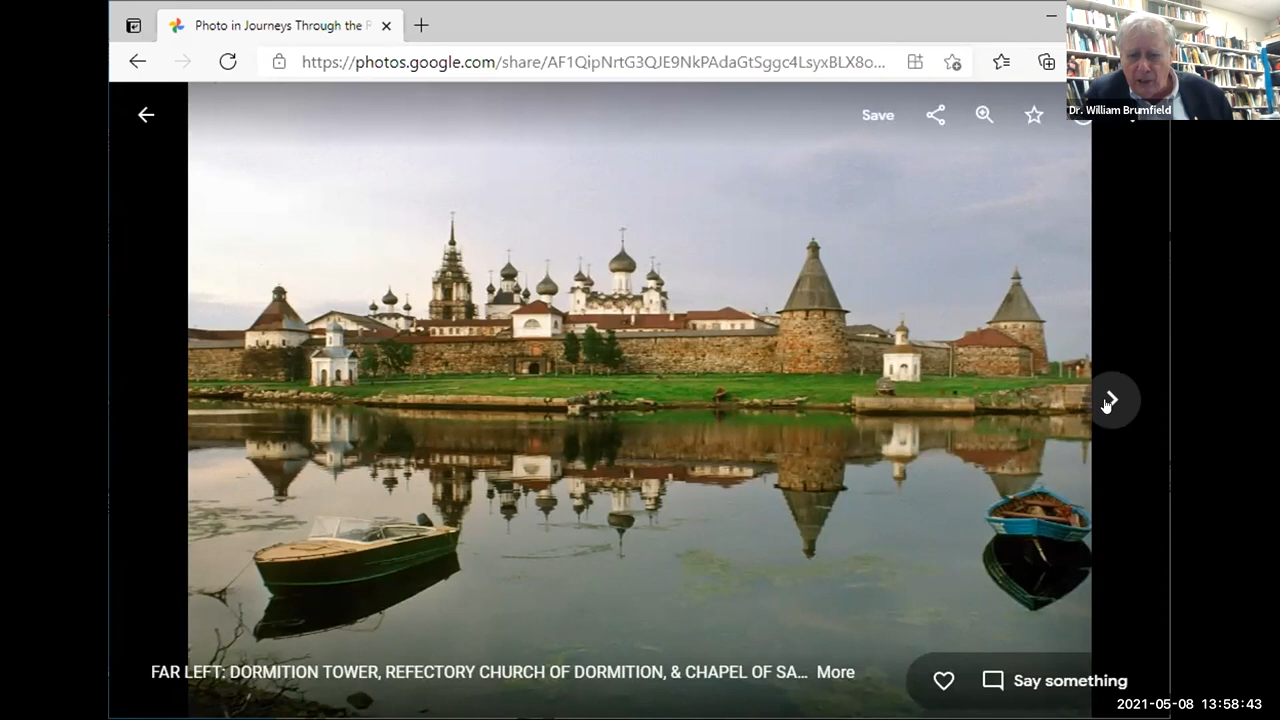 Photo in Journeys Through the R
https://photos.google.com/share/AF1QipNrtG3QJE9NkPAdaGtSggc4LsyxBLX8o...
Dr. William Brumfield
Save
FAR LEFT: DORMITION TOWER, REFECTORY CHURCH OF DORMITION, & CHAPEL OF SA... More
Say something
2021-05-08 13:58:43